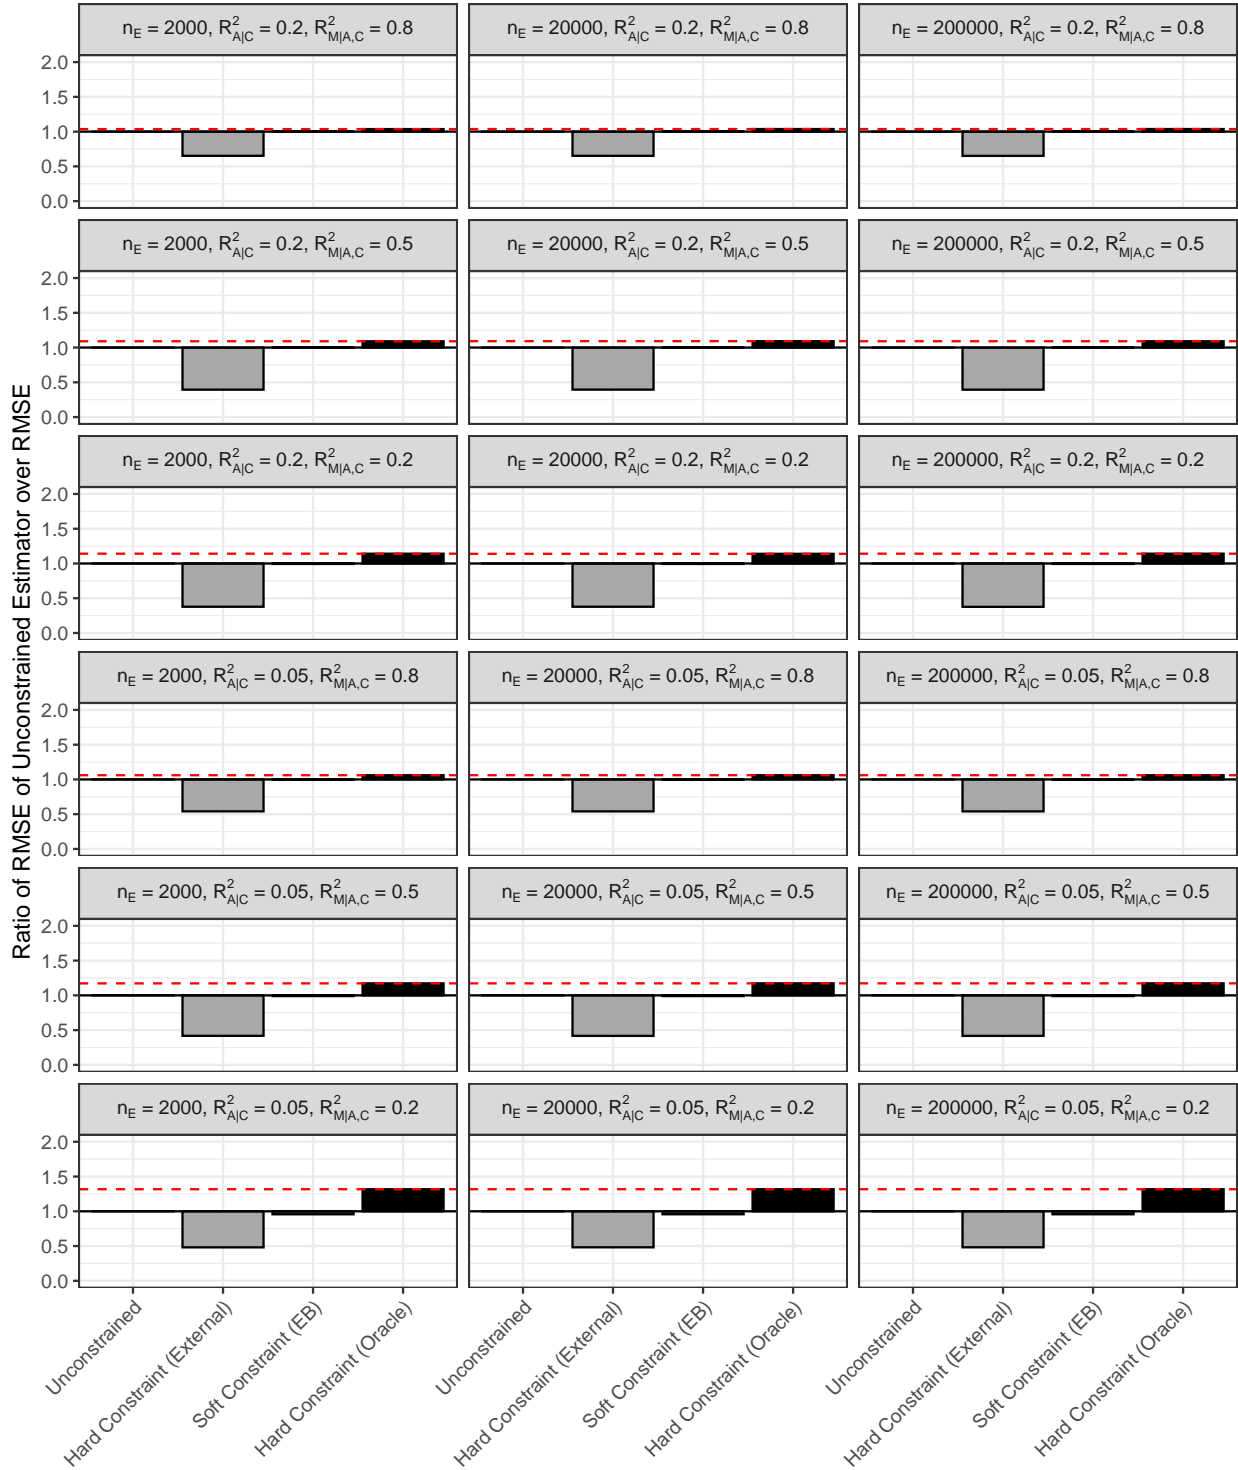 n_E = 2000, R²_A|C = 0.2, R²_M|A,C = 0.8
n_E = 20000, R²_A|C = 0.2, R²_M|A,C = 0.8
n_E = 200000, R²_A|C = 0.2, R²_M|A,C = 0.8
2.0
1.5
1.0
0.5
0.0
n_E = 2000, R²_A|C = 0.2, R²_M|A,C = 0.5
n_E = 20000, R²_A|C = 0.2, R²_M|A,C = 0.5
n_E = 200000, R²_A|C = 0.2, R²_M|A,C = 0.5
2.0
1.5
1.0
0.5
0.0
n_E = 2000, R²_A|C = 0.2, R²_M|A,C = 0.2
n_E = 20000, R²_A|C = 0.2, R²_M|A,C = 0.2
n_E = 200000, R²_A|C = 0.2, R²_M|A,C = 0.2
2.0
1.5
1.0
0.5
0.0
n_E = 2000, R²_A|C = 0.05, R²_M|A,C = 0.8
n_E = 20000, R²_A|C = 0.05, R²_M|A,C = 0.8
n_E = 200000, R²_A|C = 0.05, R²_M|A,C = 0.8
2.0
1.5
1.0
0.5
0.0
n_E = 2000, R²_A|C = 0.05, R²_M|A,C = 0.5
n_E = 20000, R²_A|C = 0.05, R²_M|A,C = 0.5
n_E = 200000, R²_A|C = 0.05, R²_M|A,C = 0.5
2.0
1.5
1.0
0.5
0.0
n_E = 2000, R²_A|C = 0.05, R²_M|A,C = 0.2
n_E = 20000, R²_A|C = 0.05, R²_M|A,C = 0.2
n_E = 200000, R²_A|C = 0.05, R²_M|A,C = 0.2
2.0
1.5
1.0
0.5
0.0
Ratio of RMSE of Unconstrained Estimator over RMSE
Unconstrained
Hard Constraint (External)
Soft Constraint (EB)
Hard Constraint (Oracle)
Unconstrained
Hard Constraint (External)
Soft Constraint (EB)
Hard Constraint (Oracle)
Unconstrained
Hard Constraint (External)
Soft Constraint (EB)
Hard Constraint (Oracle)